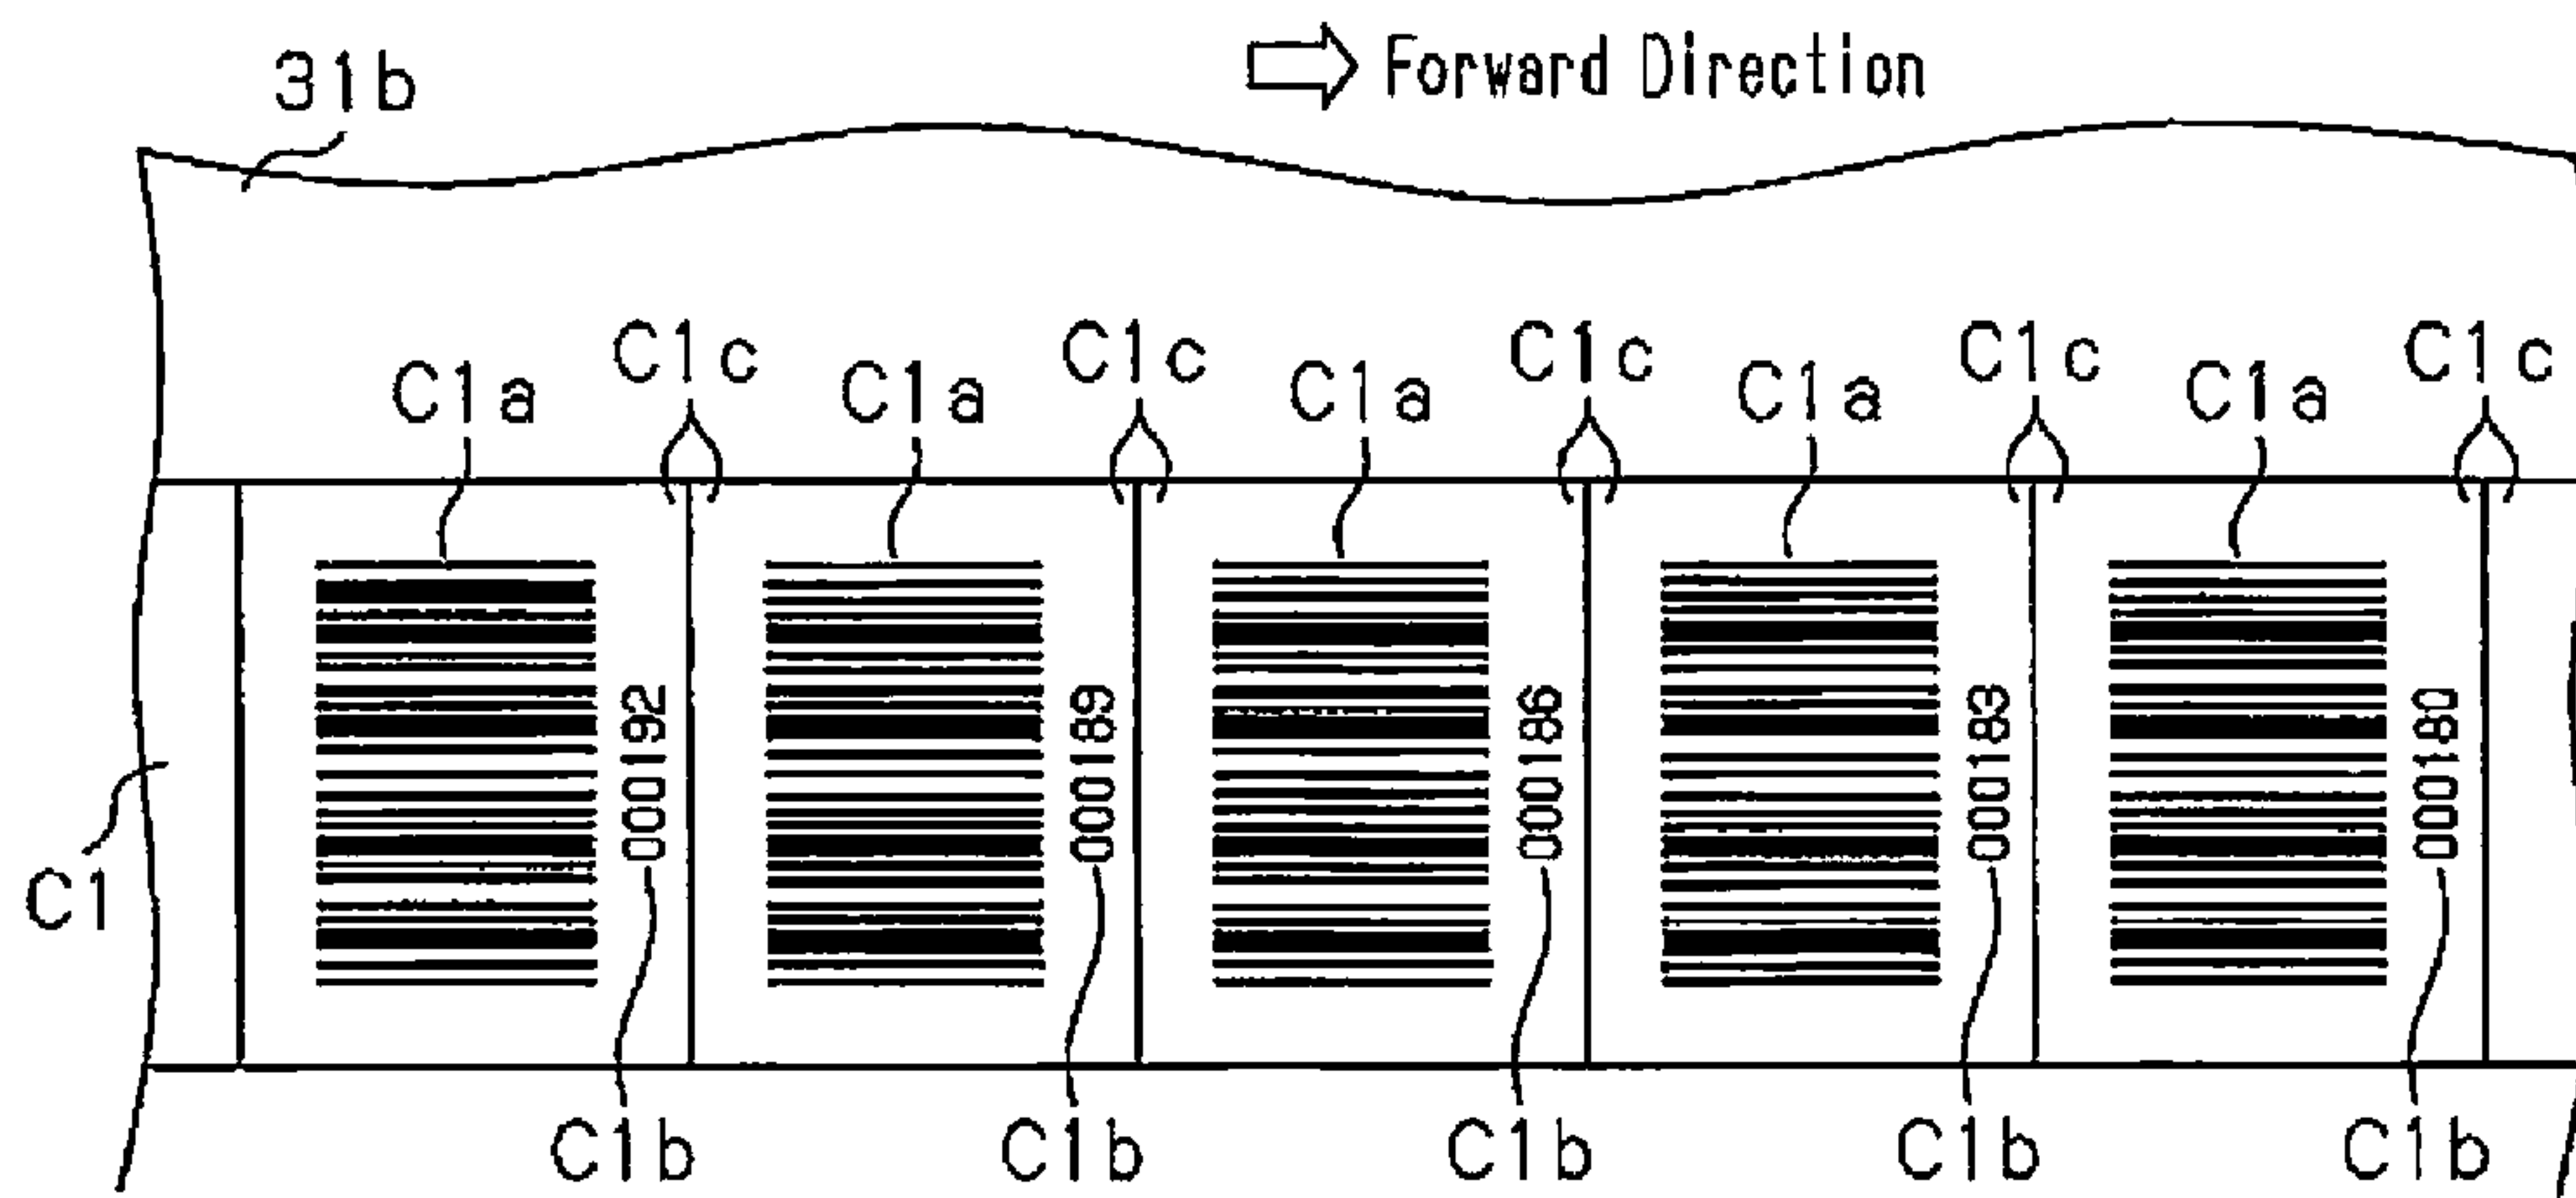 Forward Direction
31b
C1c C1c C1c C1c C1c
C1a C1a C1a C1a C1a
000192 000189 000186 000183 000180
C1
C1b C1b C1b C1b C1b